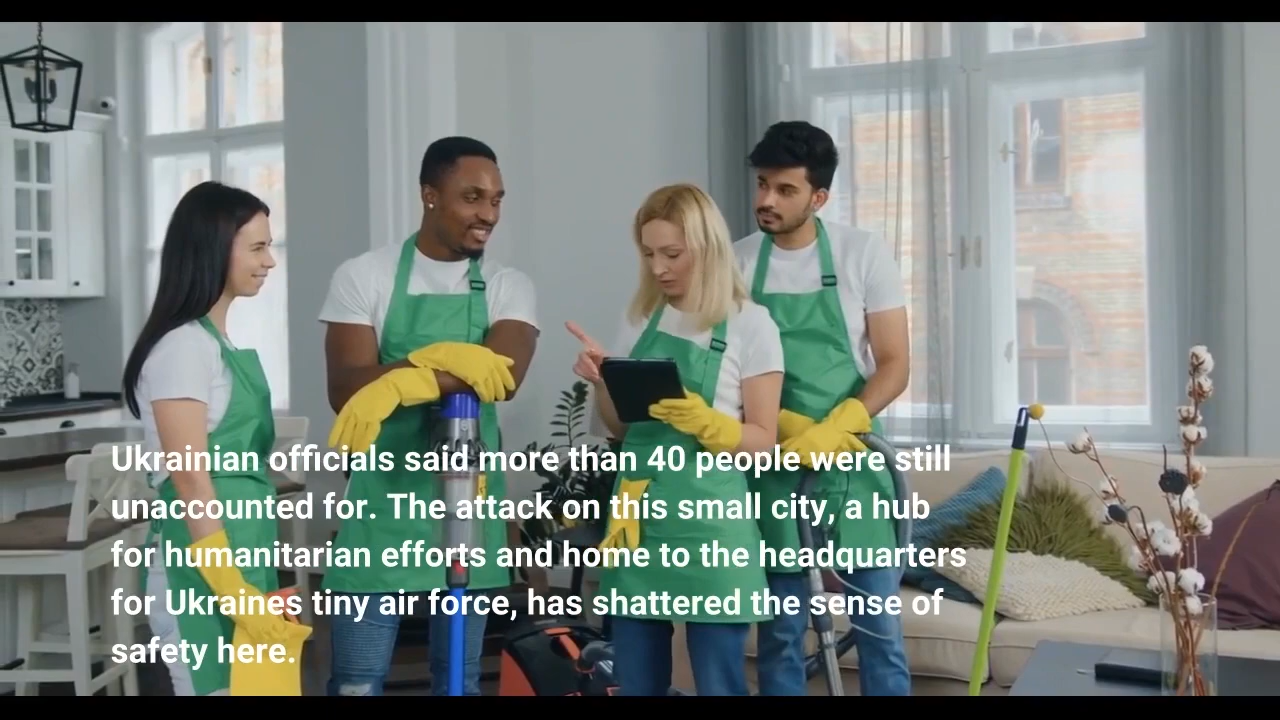 Ukrainian officials said more than 40 people were still
unaccounted for. The attack on this small city, a hub
for humanitarian efforts and home to the headquarters
for Ukraines tiny air force, has shattered the sense of
safety here.